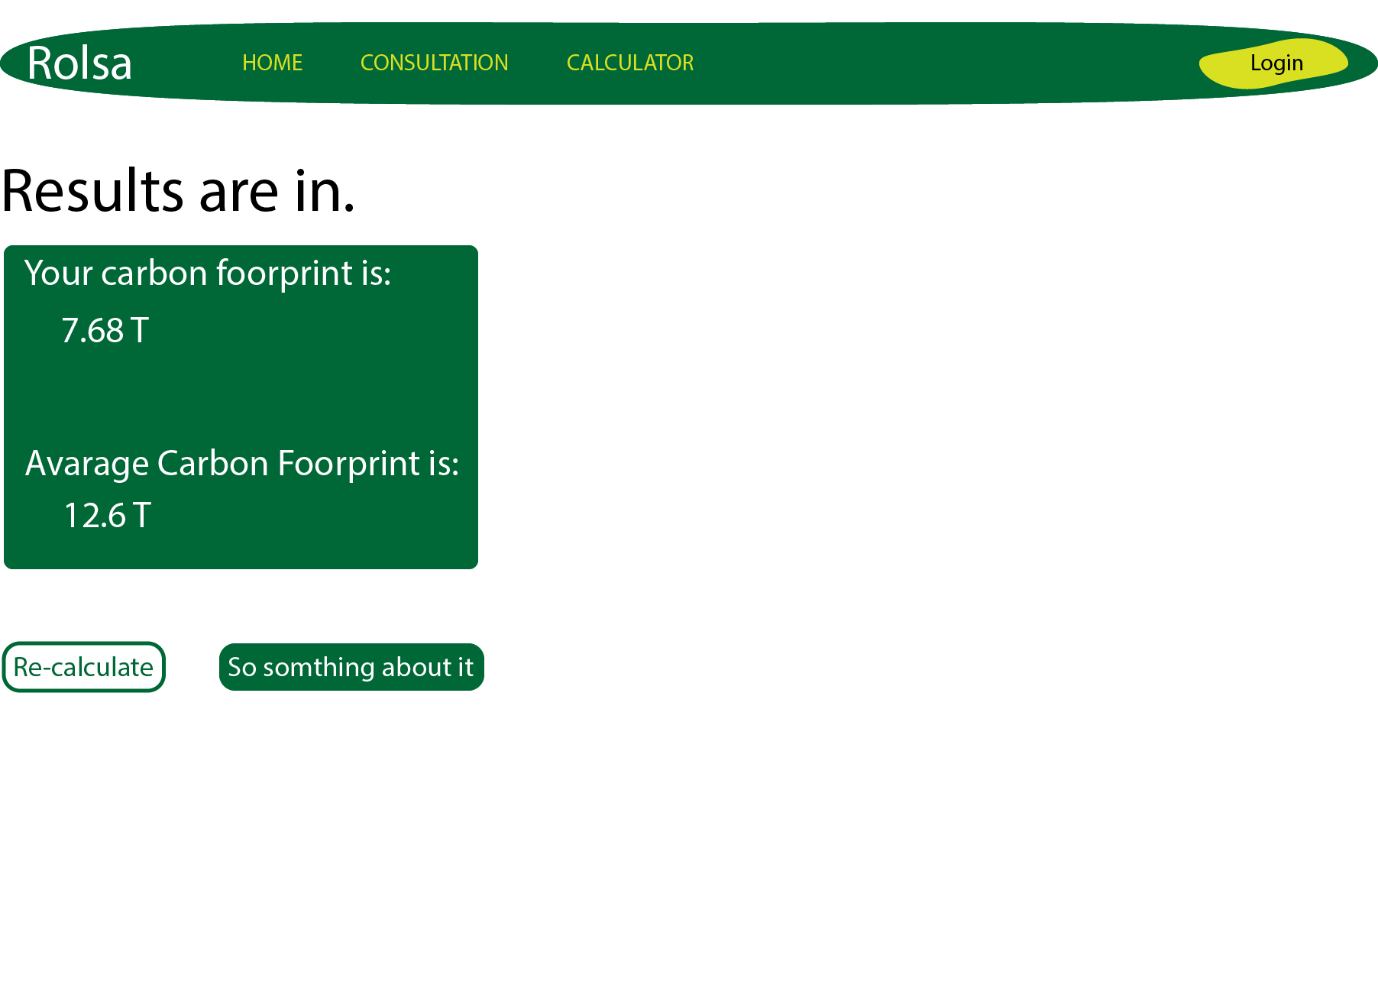 Rolsa HOME CONSULTATION CALCULATOR Login
Results are in.
Your carbon foorprint is:
7.68 T
Avarage Carbon Foorprint is:
12.6 T
Re-calculate So somthing about it